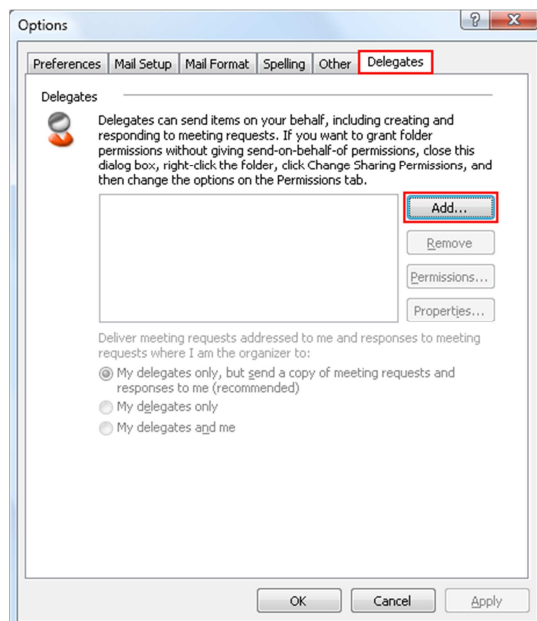 Options
Preferences Mail Setup Mail Format Spelling Other Delegates
Delegates
Delegates can send items on your behalf, including creating and
responding to meeting requests. If you want to grant folder
permissions without giving send-on-behalf-of permissions, close this
dialog box, right-click the folder, click Change Sharing Permissions, and
then change the options on the Permissions tab.
Add...
Remove
Permissions...
Properties...
Deliver meeting requests addressed to me and responses to meeting
requests where I am the organizer to:
My delegates only, but send a copy of meeting requests and
responses to me (recommended)
My delegates only
My delegates and me
OK Cancel Apply